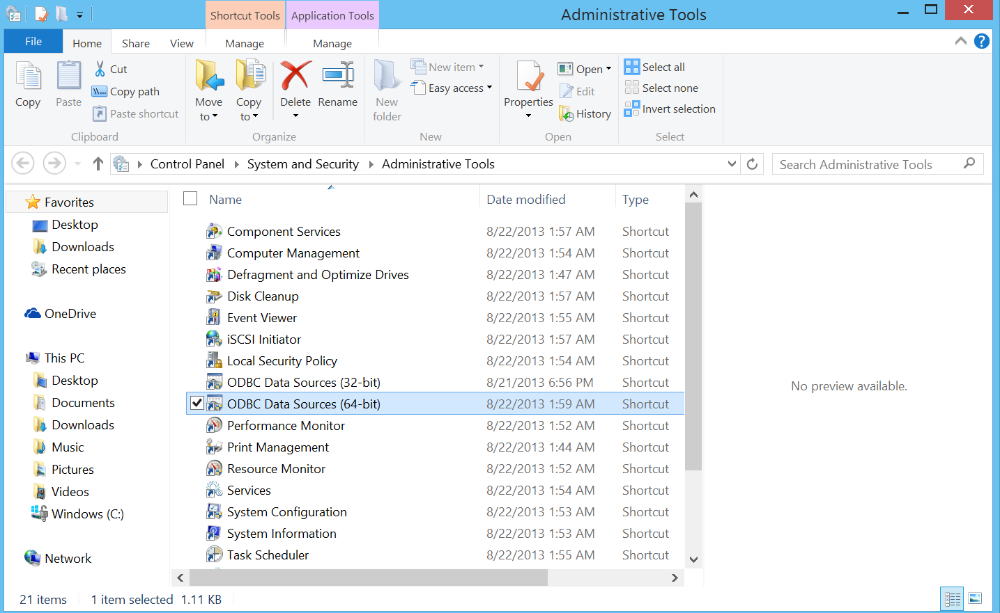 Shortcut Tools
Application Tools
Administrative Tools
File
Home
Share
View
Manage
Manage
Copy
Paste
Cut
Copy path
Paste shortcut
Clipboard
Move to
Copy to
Delete
Rename
Organize
New folder
New item
Easy access
New
Properties
Open
Edit
History
Open
Select all
Select none
Invert selection
Select
Control Panel
System and Security
Administrative Tools
Search Administrative Tools
Favorites
Desktop
Downloads
Recent places
OneDrive
This PC
Desktop
Documents
Downloads
Music
Pictures
Videos
Windows (C:)
Network
Name Date modified Type
Component Services 8/22/2013 1:57 AM Shortcut
Computer Management 8/22/2013 1:54 AM Shortcut
Defragment and Optimize Drives 8/22/2013 1:47 AM Shortcut
Disk Cleanup 8/22/2013 1:57 AM Shortcut
Event Viewer 8/22/2013 1:55 AM Shortcut
iSCSI Initiator 8/22/2013 1:57 AM Shortcut
Local Security Policy 8/22/2013 1:54 AM Shortcut
ODBC Data Sources (32-bit) 8/21/2013 6:56 PM Shortcut
ODBC Data Sources (64-bit) 8/22/2013 1:59 AM Shortcut
Performance Monitor 8/22/2013 1:52 AM Shortcut
Print Management 8/22/2013 1:44 AM Shortcut
Resource Monitor 8/22/2013 1:52 AM Shortcut
Services 8/22/2013 1:54 AM Shortcut
System Configuration 8/22/2013 1:53 AM Shortcut
System Information 8/22/2013 1:53 AM Shortcut
Task Scheduler 8/22/2013 1:55 AM Shortcut
No preview available.
21 items 1 item selected 1.11 KB